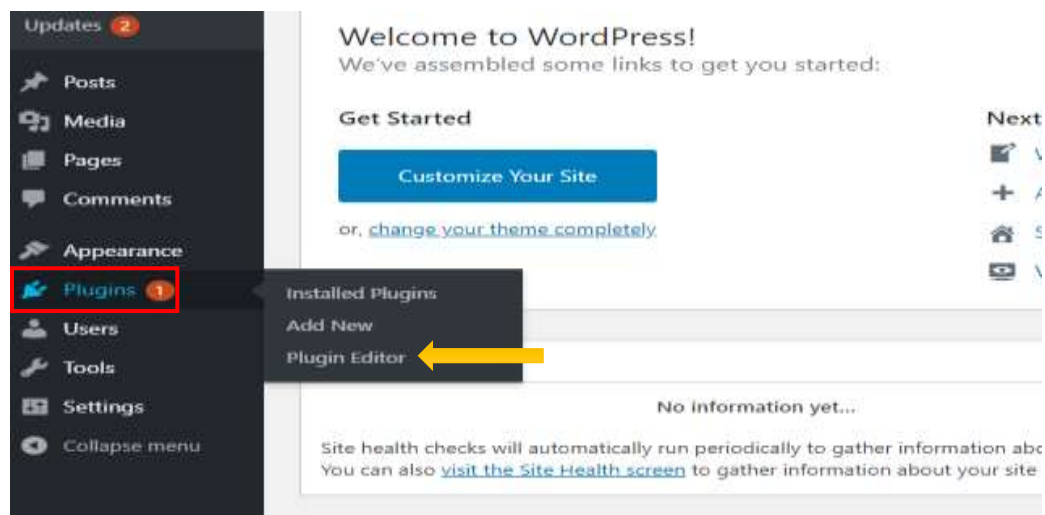 Updates 2
Posts
Media
Pages
Comments
Appearance
Plugins 1
Users
Tools
Settings
Collapse menu
Installed Plugins
Add New
Plugin Editor
Welcome to WordPress!
We've assembled some links to get you started:
Get Started
Customize Your Site
or, change your theme completely
Next
No information yet...
Site health checks will automatically run periodically to gather information
You can also visit the Site Health screen to gather information about your site